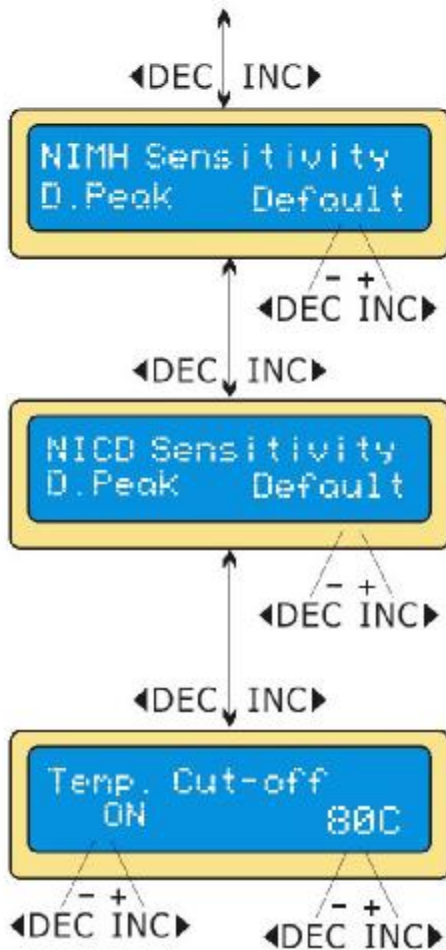 ◀DEC INC▶
NIMH Sensitivity
D.Peak Default
- +
◀DEC INC▶
◀DEC INC▶
NICD Sensitivity
D.Peak Default
- +
◀DEC INC▶
◀DEC INC▶
Temp. Cut-off
ON 80C
- + - +
◀DEC INC▶ ◀DEC INC▶